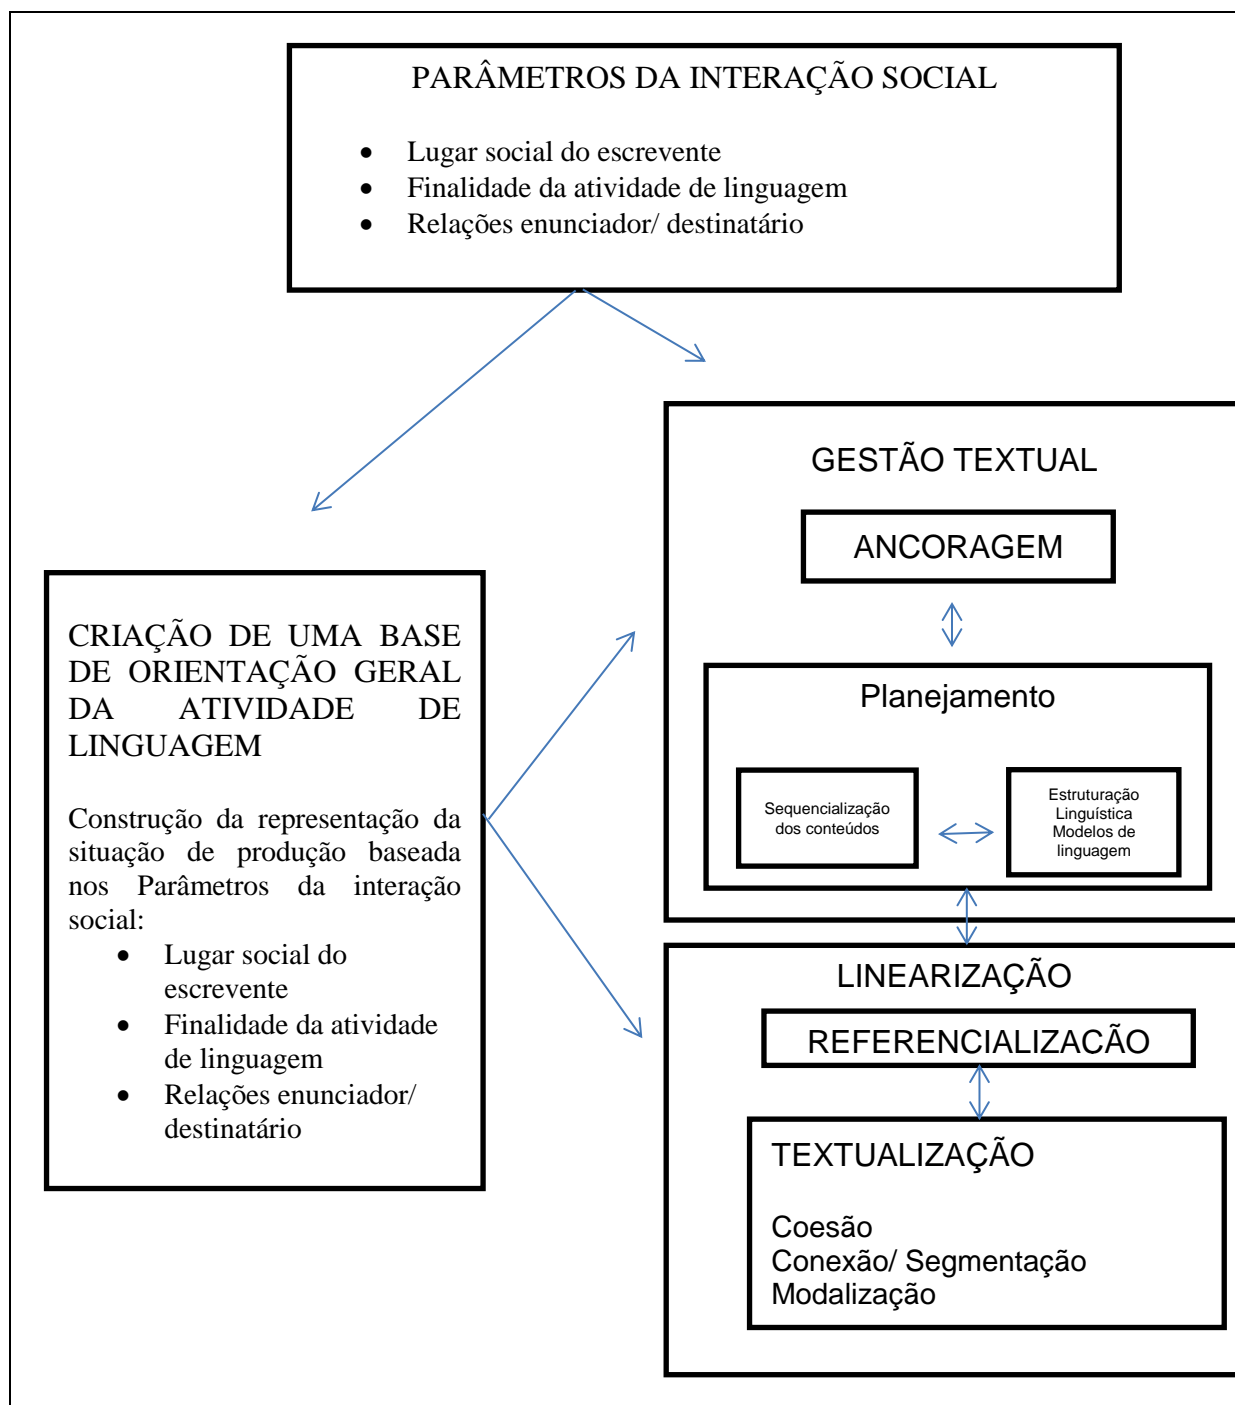 PARÂMETROS DA INTERAÇÃO SOCIAL
• Lugar social do escrevente
• Finalidade da atividade de linguagem
• Relações enunciador/ destinatário
GESTÃO TEXTUAL
ANCORAGEM
Planejamento
Sequencialização
dos conteúdos
Estruturação
Linguística
Modelos de
linguagem
CRIAÇÃO DE UMA BASE
DE ORIENTAÇÃO GERAL
DA ATIVIDADE DE
LINGUAGEM
Construção da representação da
situação de produção baseada
nos Parâmetros da interação
social:
• Lugar social do
escrevente
• Finalidade da atividade
de linguagem
• Relações enunciador/
destinatário
LINEARIZAÇÃO
REFERENCIALIZACÃO
TEXTUALIZAÇÃO
Coesão
Conexão/ Segmentação
Modalização